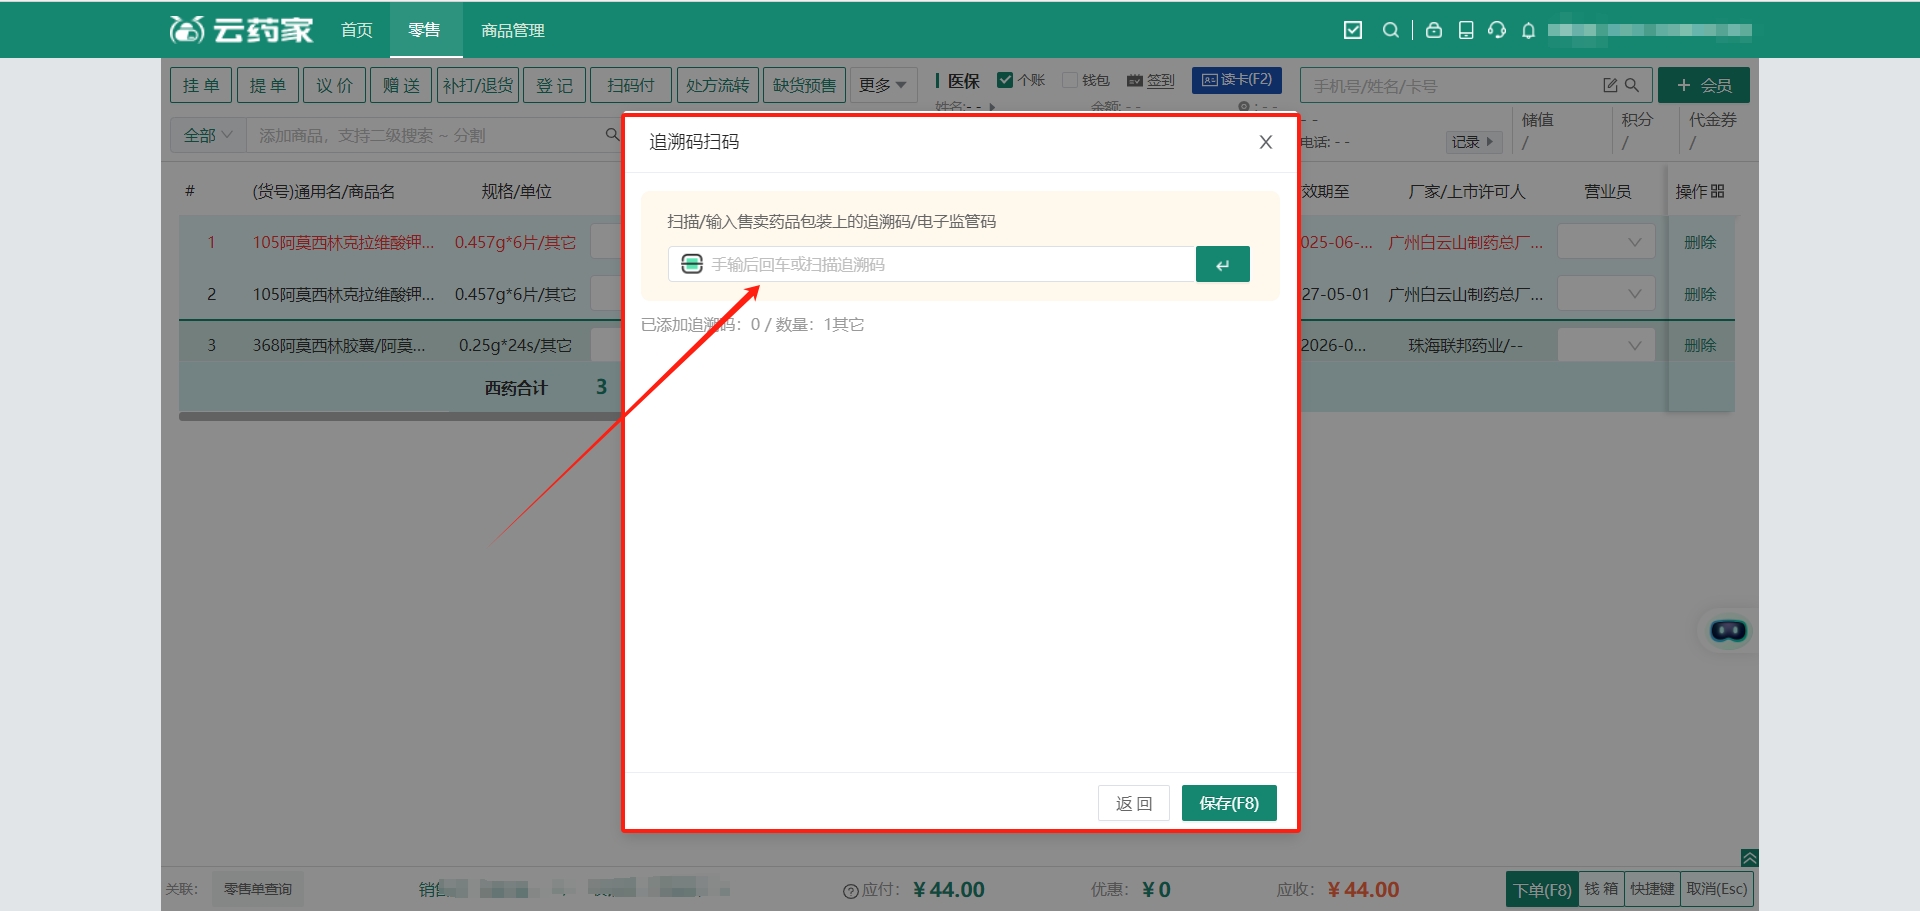 云药家 首页 零售 商品管理
挂 单 提 单 议 价 赠 送 补打/退货 登 记 扫码付 处方流转 缺货预售 更多
医保 个账 钱包 签到 读卡(F2)
手机号/姓名/卡号 + 会员
姓名:- - 余额: - - : - -
全部 添加商品，支持二级搜索 ~ 分割
- -
电话: - - 记录
储值 积分 代金券
/ / /
# (货号)通用名/商品名 规格/单位 效期至 厂家/上市许可人 营业员 操作
1 105阿莫西林克拉维酸钾... 0.457g*6片/其它 025-06-... 广州白云山制药总厂... 删除
2 105阿莫西林克拉维酸钾... 0.457g*6片/其它 27-05-01 广州白云山制药总厂... 删除
3 368阿莫西林胶囊/阿莫... 0.25g*24s/其它 2026-0... 珠海联邦药业/-- 删除
西药合计 3
追溯码扫码 X
扫描/输入售卖药品包装上的追溯码/电子监管码
手输后回车或扫描追溯码
已添加追溯码：0 / 数量：1其它
返 回 保存(F8)
关联： 零售单查询 销售 应付： ¥ 44.00 优惠： ¥ 0 应收： ¥ 44.00 下单(F8) 钱 箱 快捷键 取消(Esc)